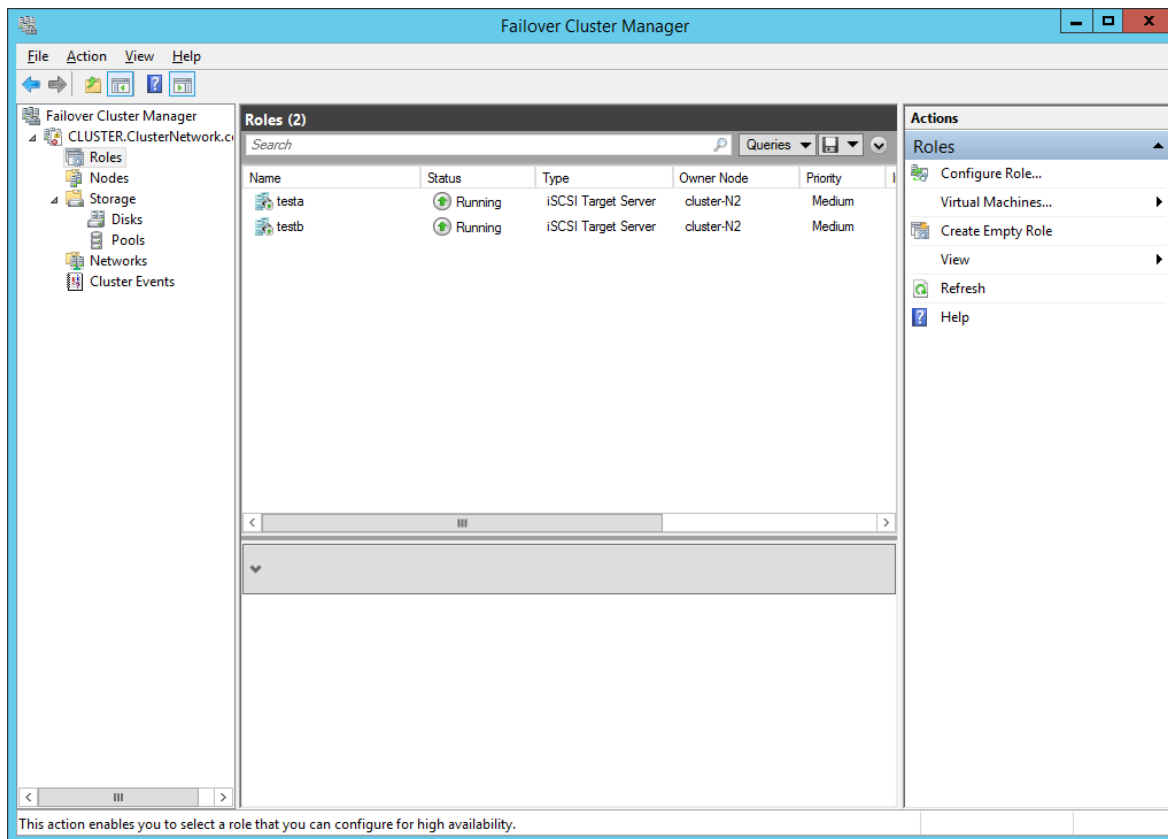 Failover Cluster Manager
File Action View Help
Failover Cluster Manager
CLUSTER.ClusterNetwork.c
Roles
Nodes
Storage
Disks
Pools
Networks
Cluster Events
Roles (2)
Search
Queries
Name Status Type Owner Node Priority
testa Running iSCSI Target Server cluster-N2 Medium
testb Running iSCSI Target Server cluster-N2 Medium
Actions
Roles
Configure Role...
Virtual Machines...
Create Empty Role
View
Refresh
Help
This action enables you to select a role that you can configure for high availability.